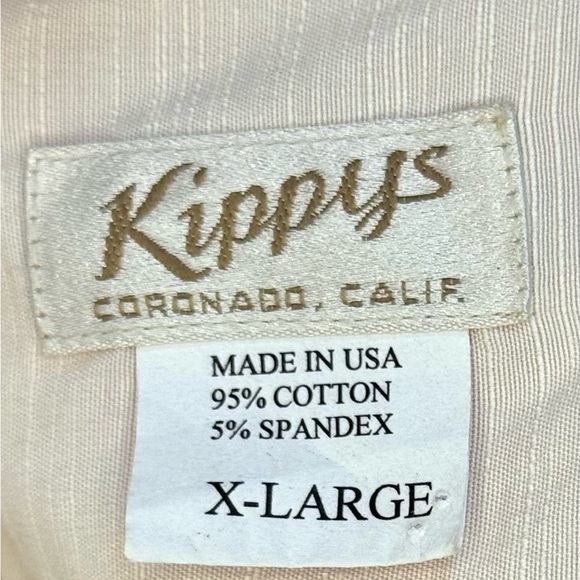 Kippys
CORONADO, CALIF.
MADE IN USA
95% COTTON
5% SPANDEX
X-LARGE